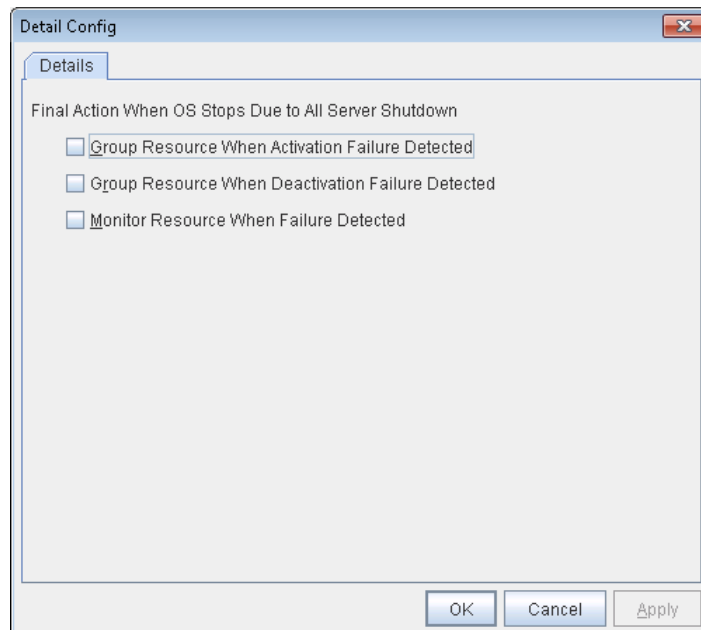 Detail Config
Details
Final Action When OS Stops Due to All Server Shutdown
Group Resource When Activation Failure Detected
Group Resource When Deactivation Failure Detected
Monitor Resource When Failure Detected
OK Cancel Apply